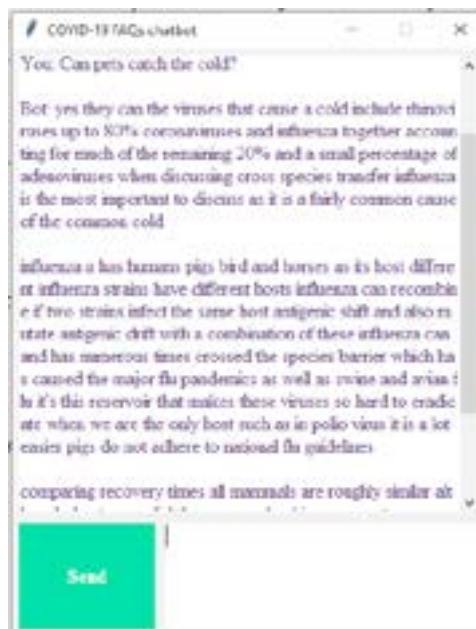 COVID-19 FAQs chatbot
You: Can pets catch the cold?
Bot: yes they can the viruses that cause a cold include rhinovi
ruses up to 80% coronaviruses and influenza together accoun
ting for much of the remaining 20% and a small percentage of
adenoviruses when discussing cross species transfer influenza
is the most important to discuss as it is a fairly common cause
of the common cold
influenza a has humans pigs bird and horses as its host differe
nt influenza strains have different hosts influenza can recombin
e if two strains infect the same host antigenic shift and also m
utate antigenic drift with a combination of these influenza can
and has numerous times crossed the species barrier which ha
s caused the major flu pandemics as well as swine and avian f
lu it's this reservoir that makes these viruses so hard to eradic
ate when we are the only host such as in polio virus it is a lot
easier pigs do not adhere to national flu guidelines
comparing recovery times all mammals are roughly similar alt
Send